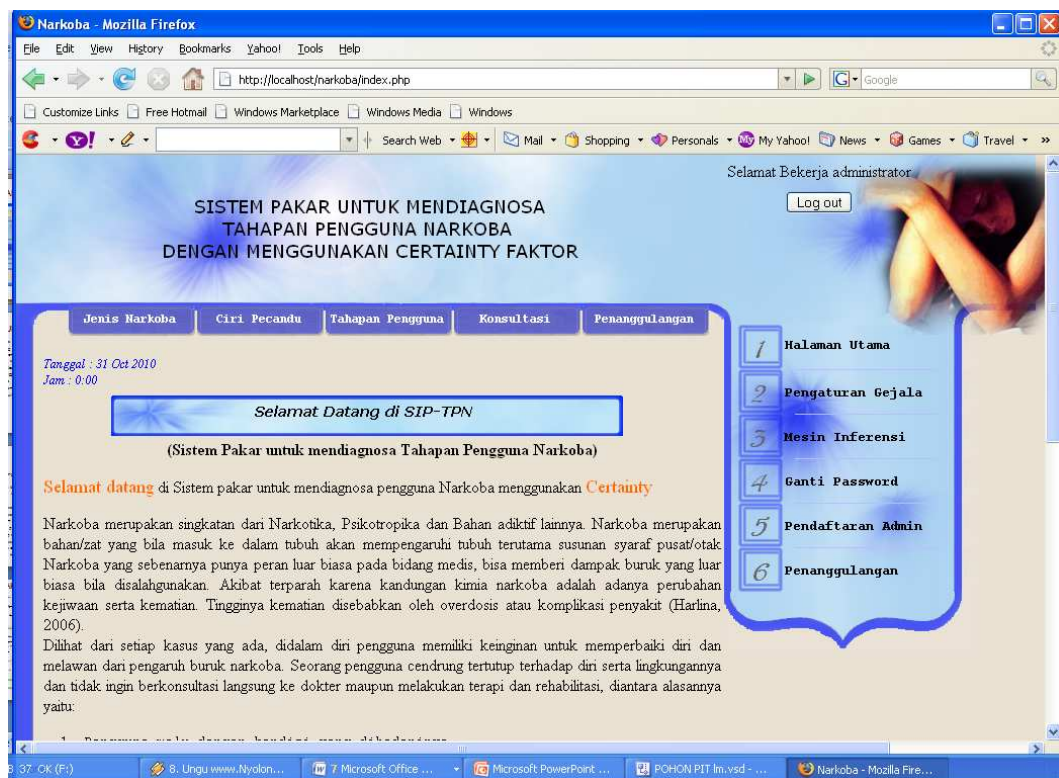 Narkoba - Mozilla Firefox
File Edit View History Bookmarks Yahoo! Tools Help
http://localhost/narkoba/index.php
Google
Customize Links Free Hotmail Windows Marketplace Windows Media Windows
Search Web Mail Shopping Personals My Yahoo! News Games Travel
Selamat Bekerja administrator
Log out
SISTEM PAKAR UNTUK MENDIAGNOSA
TAHAPAN PENGGUNA NARKOBA
DENGAN MENGGUNAKAN CERTAINTY FAKTOR
Jenis Narkoba Ciri Pecandu Tahapan Pengguna Konsultasi Penanggulangan
Tanggal : 31 Oct 2010
Jam : 0:00
Selamat Datang di SIP-TPN
(Sistem Pakar untuk mendiagnosa Tahapan Pengguna Narkoba)
Selamat datang di Sistem pakar untuk mendiagnosa pengguna Narkoba menggunakan Certainty
Narkoba merupakan singkatan dari Narkotika, Psikotropika dan Bahan adiktif lainnya. Narkoba merupakan
bahan/zat yang bila masuk ke dalam tubuh akan mempengaruhi tubuh terutama susunan syaraf pusat/otak
Narkoba yang sebenarnya punya peran luar biasa pada bidang medis, bisa memberi dampak buruk yang luar
biasa bila disalahgunakan. Akibat terparah karena kandungan kimia narkoba adalah adanya perubahan
kejiwaan serta kematian. Tingginya kematian disebabkan oleh overdosis atau komplikasi penyakit (Harlina,
2006).
Dilihat dari setiap kasus yang ada, didalam diri pengguna memiliki keinginan untuk memperbaiki diri dan
melawan dari pengaruh buruk narkoba. Seorang pengguna cendrung tertutup terhadap diri serta lingkungannya
dan tidak ingin berkonsultasi langsung ke dokter maupun melakukan terapi dan rehabilitasi, diantara alasannya
yaitu:
1 Halaman Utama
2 Pengaturan Gejala
3 Mesin Inferensi
4 Ganti Password
5 Pendaftaran Admin
6 Penanggulangan
37 OK (F:) 8. Ungu www.Nyolon... 7 Microsoft Office ... Microsoft PowerPoint ... POHON PIT lm.vsd - ... Narkoba - Mozilla Fire...